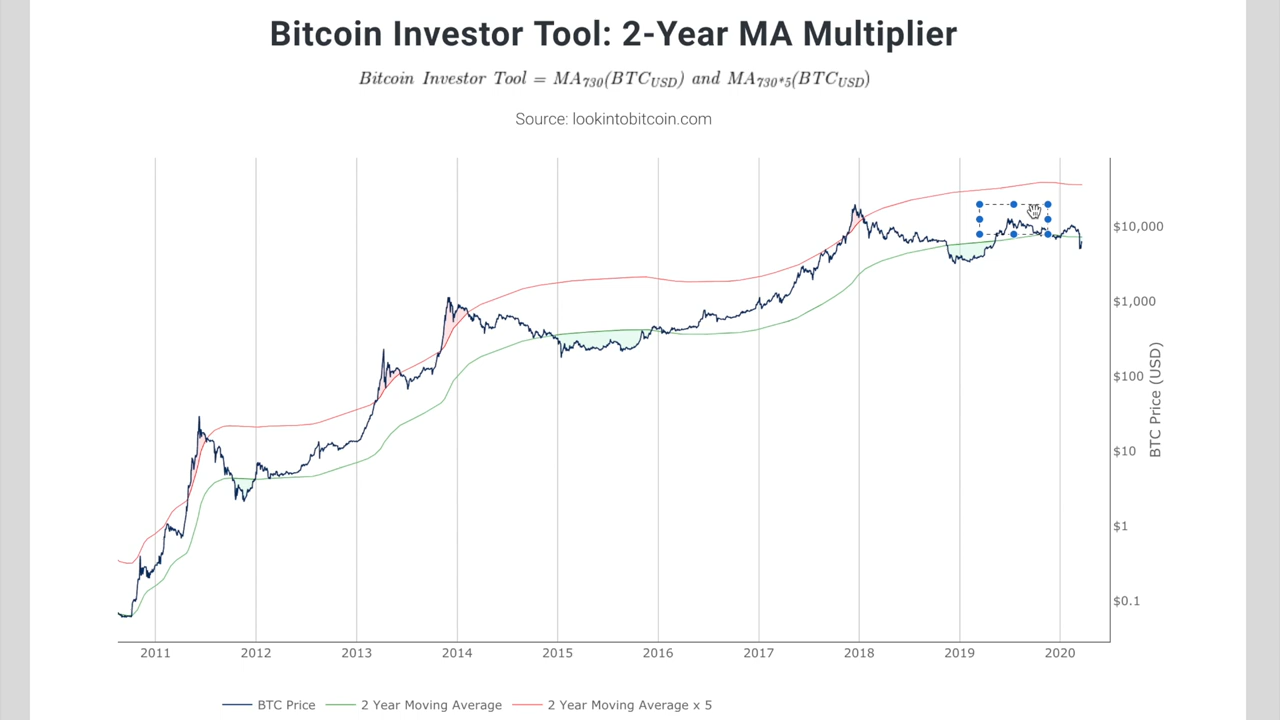 Bitcoin Investor Tool: 2-Year MA Multiplier
Bitcoin Investor Tool = MA730(BTCUSD) and MA730*5(BTCUSD)
Source: lookintobitcoin.com
$10,000
$1,000
$100
$10
$1
$0.1
BTC Price (USD)
2011 2012 2013 2014 2015 2016 2017 2018 2019 2020
BTC Price 2 Year Moving Average 2 Year Moving Average x 5